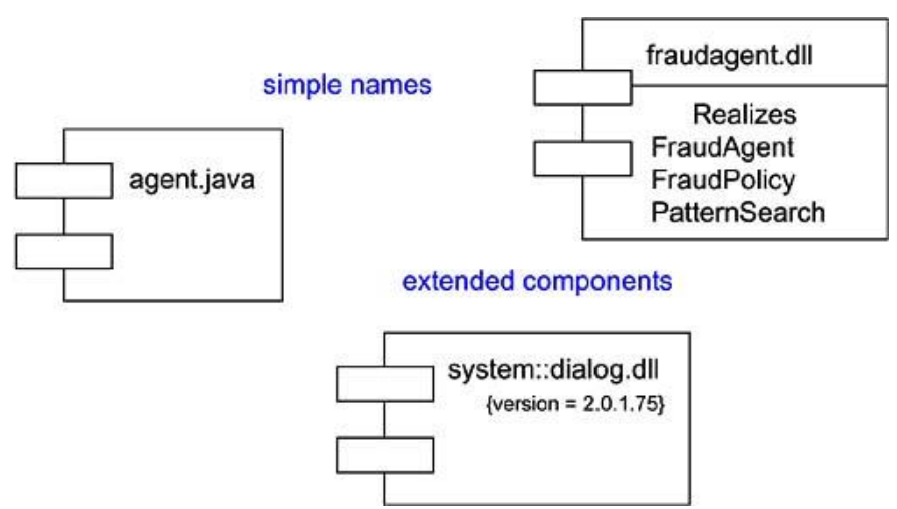 fraudagent.dll
simple names
Realizes
FraudAgent
FraudPolicy
PatternSearch
agent.java
extended components
system::dialog.dll
{version = 2.0.1.75}